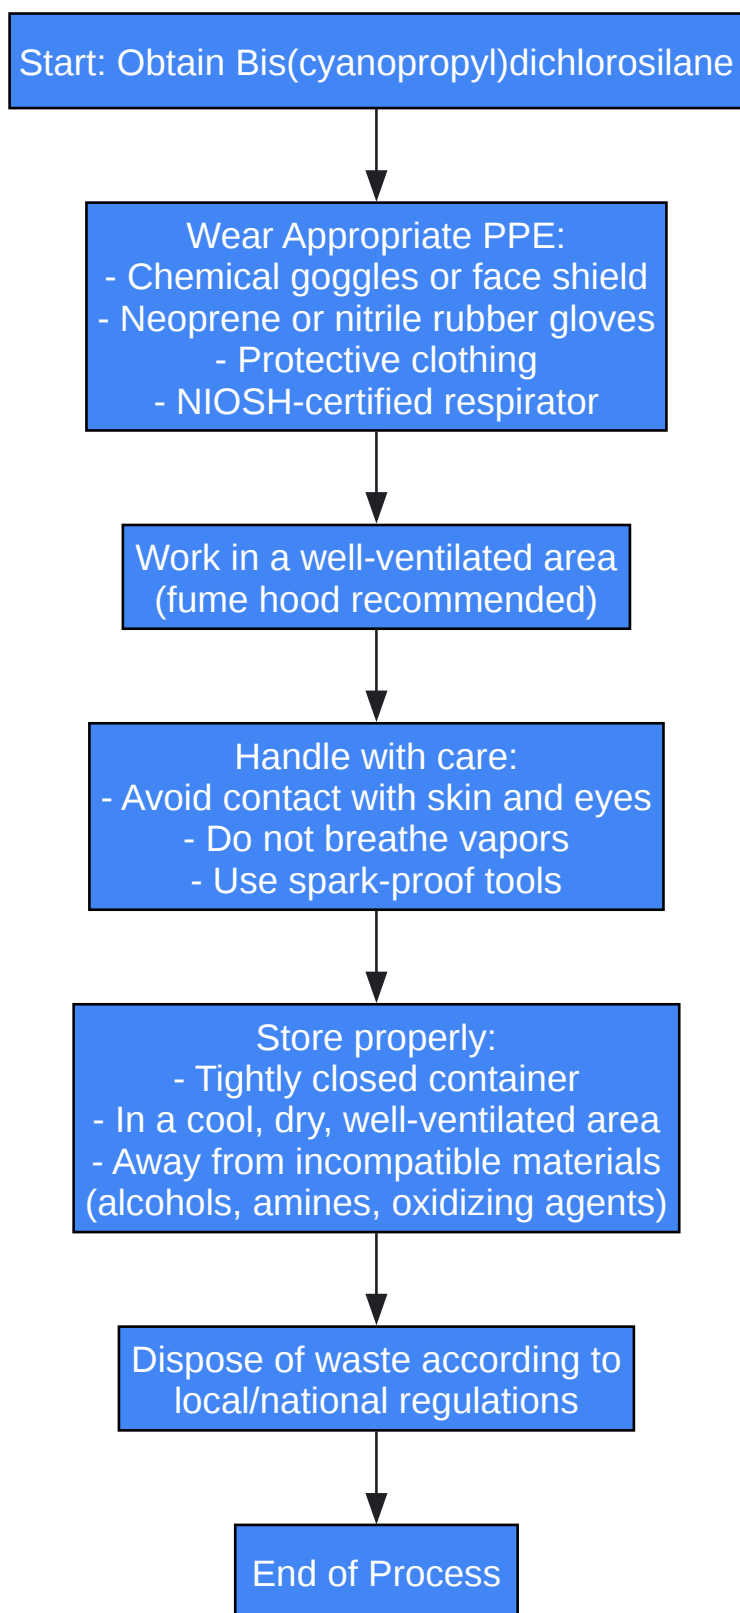 Start: Obtain Bis(cyanopropyl)dichlorosilane
Wear Appropriate PPE:
- Chemical goggles or face shield
- Neoprene or nitrile rubber gloves
- Protective clothing
- NIOSH-certified respirator
Work in a well-ventilated area
(fume hood recommended)
Handle with care:
- Avoid contact with skin and eyes
- Do not breathe vapors
- Use spark-proof tools
Store properly:
- Tightly closed container
- In a cool, dry, well-ventilated area
- Away from incompatible materials
(alcohols, amines, oxidizing agents)
Dispose of waste according to
local/national regulations
End of Process